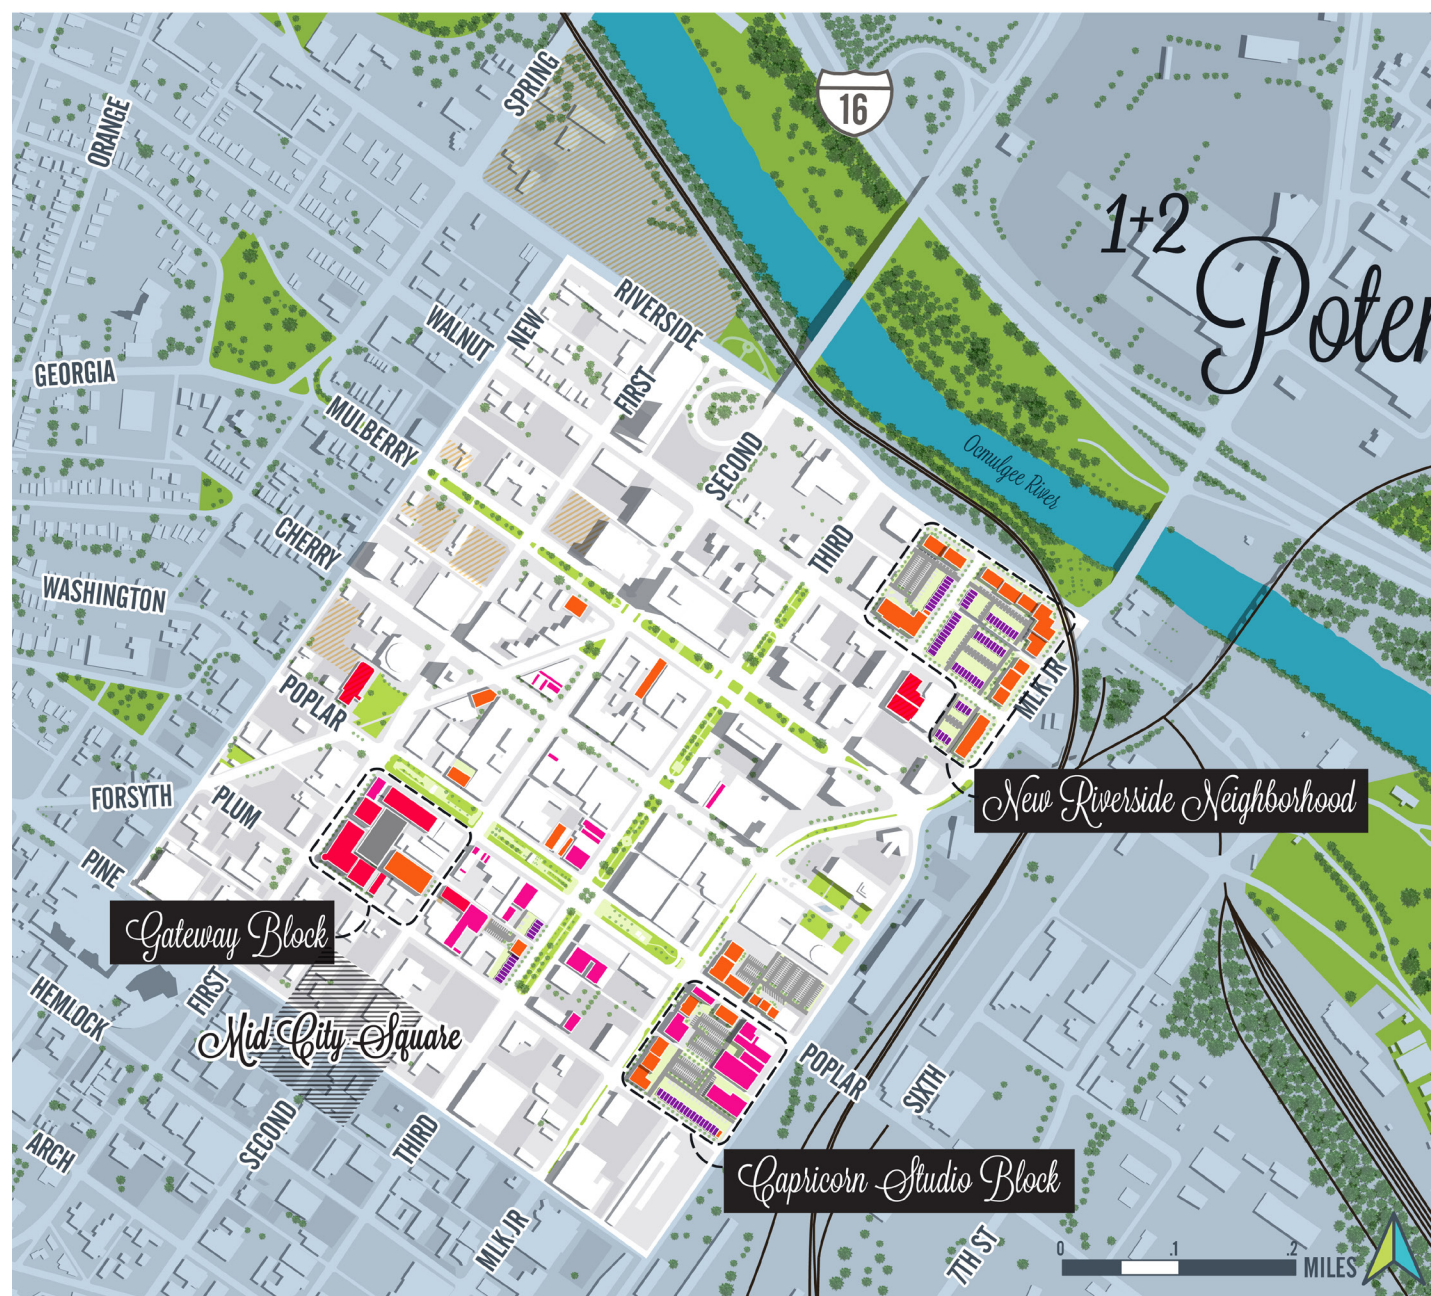 SPRING
ORANGE
16
1+2
Poten
RIVERSIDE
NEW
WALNUT
FIRST
GEORGIA
MULBERRY
SECOND
Ocmulgee River
CHERRY
THIRD
WASHINGTON
POPLAR
MLK JR
New Riverside Neighborhood
FORSYTH
PLUM
PINE
Gateway Block
HEMLOCK
FIRST
Mid City Square
POPLAR
SIXTH
SECOND
THIRD
ARCH
Capricorn Studio Block
MLK JR
7TH ST
0 .1 .2 MILES